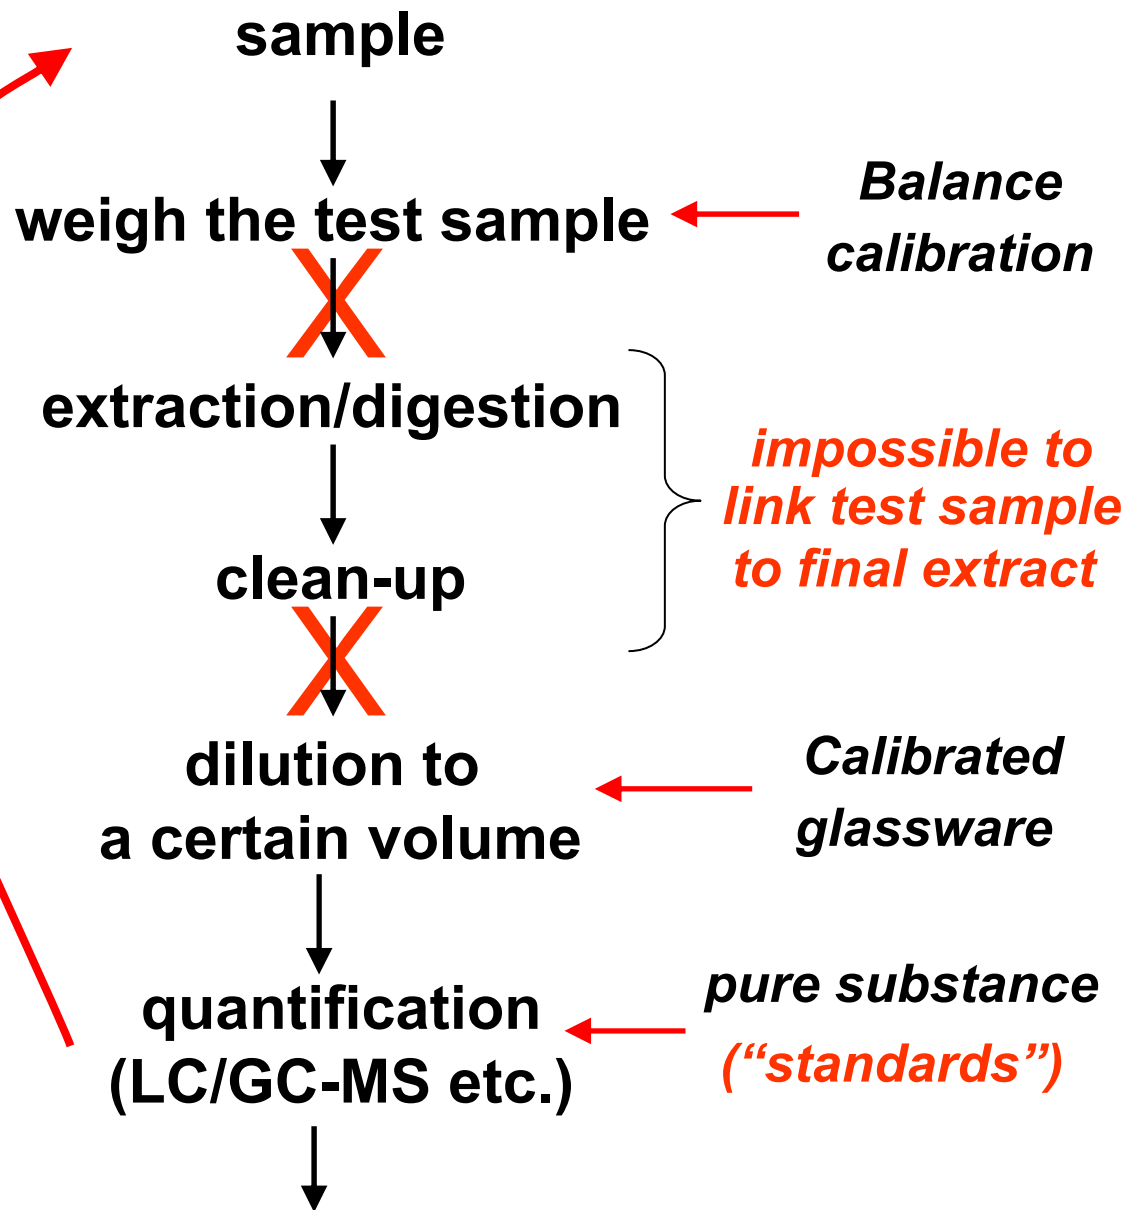 sample
weigh the test sample
Balance
calibration
X
extraction/digestion
impossible to
link test sample
to final extract
clean-up
X
dilution to
a certain volume
Calibrated
glassware
quantification
(LC/GC-MS etc.)
pure substance
(“standards”)